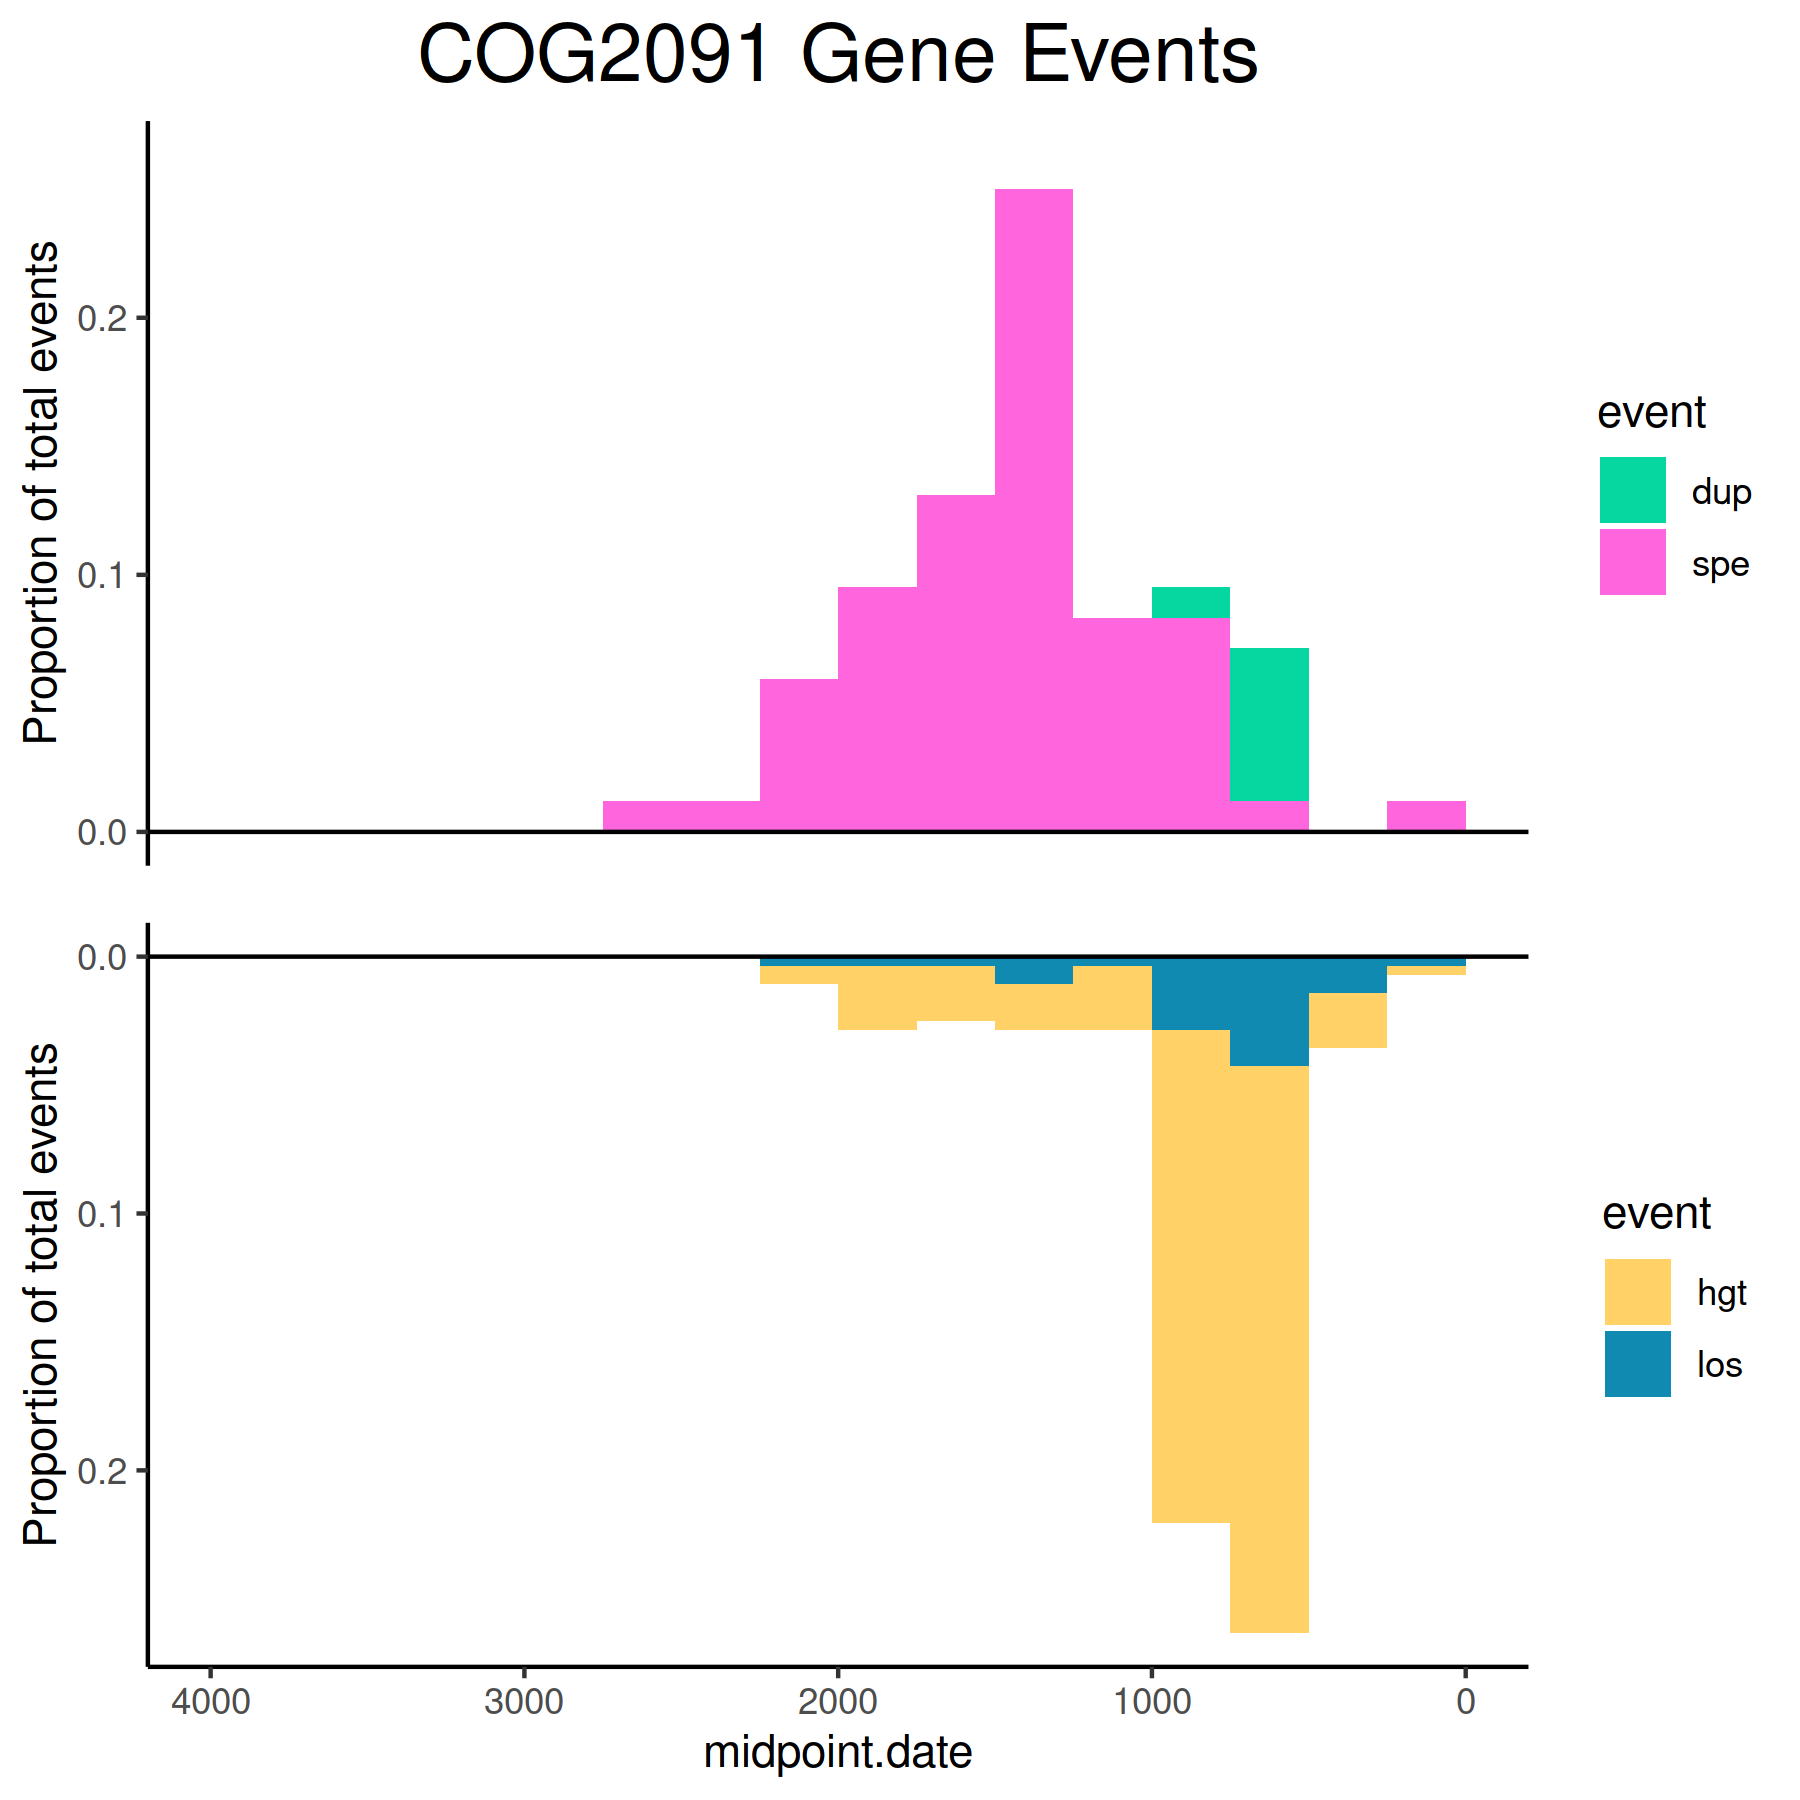 COG2091 Gene Events
Proportion of total events
0.2
0.1
0.0
event
dup
spe
Proportion of total events
0.0
0.1
0.2
event
hgt
los
4000 3000 2000 1000 0
midpoint.date